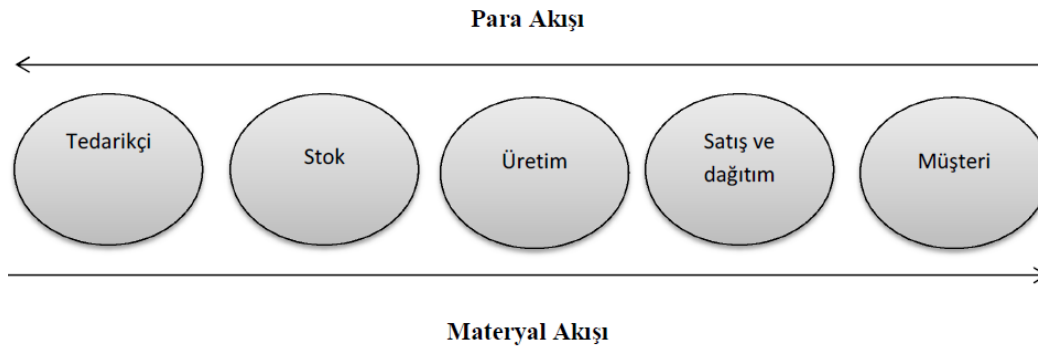 Para Akışı
Tedarikçi
Stok
Üretim
Satış ve
dağıtım
Müşteri
Materyal Akışı